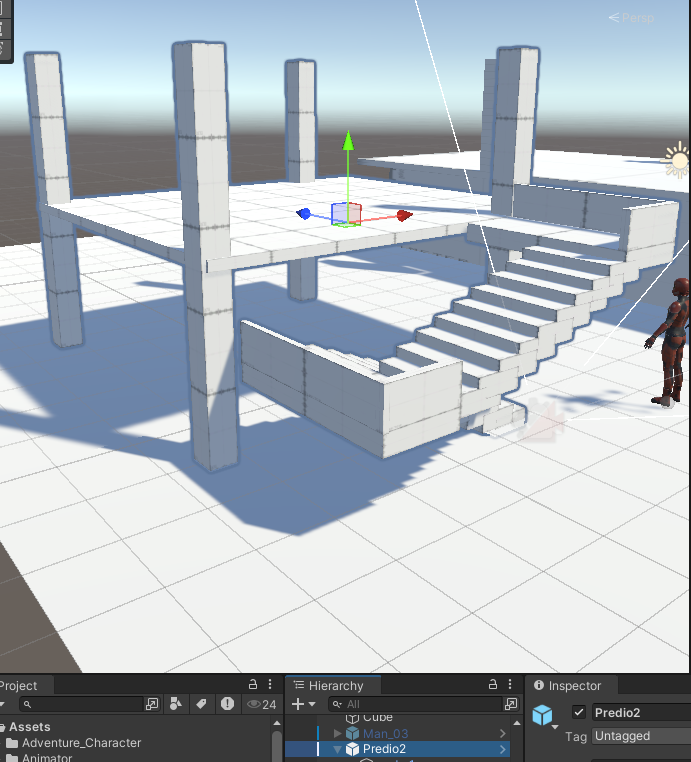 Persp
Project
Hierarchy
Inspector
24
All
Cube
Predio2
Assets
Man_03
Tag Untagged
Adventure_Character
Predio2
Animator